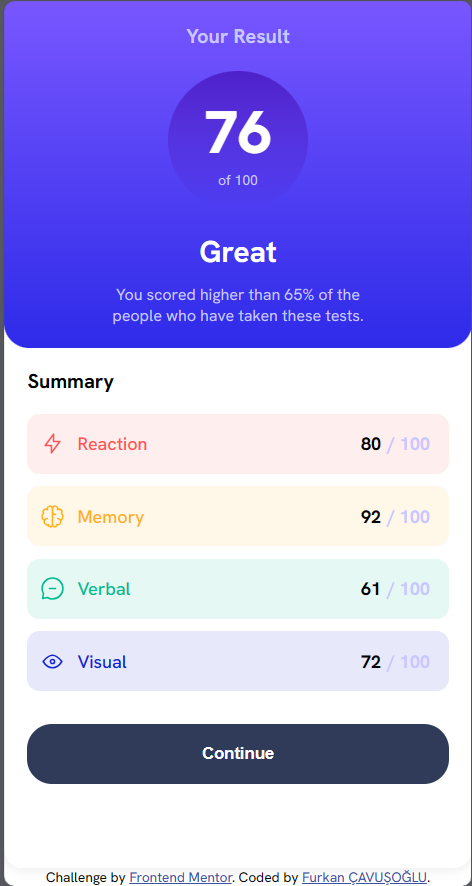 Your Result
76
of 100
Great
You scored higher than 65% of the
people who have taken these tests.
Summary
Reaction 80 / 100
Memory 92 / 100
Verbal 61 / 100
Visual 72 / 100
Continue
Challenge by Frontend Mentor. Coded by Furkan ÇAVUŞOĞLU.